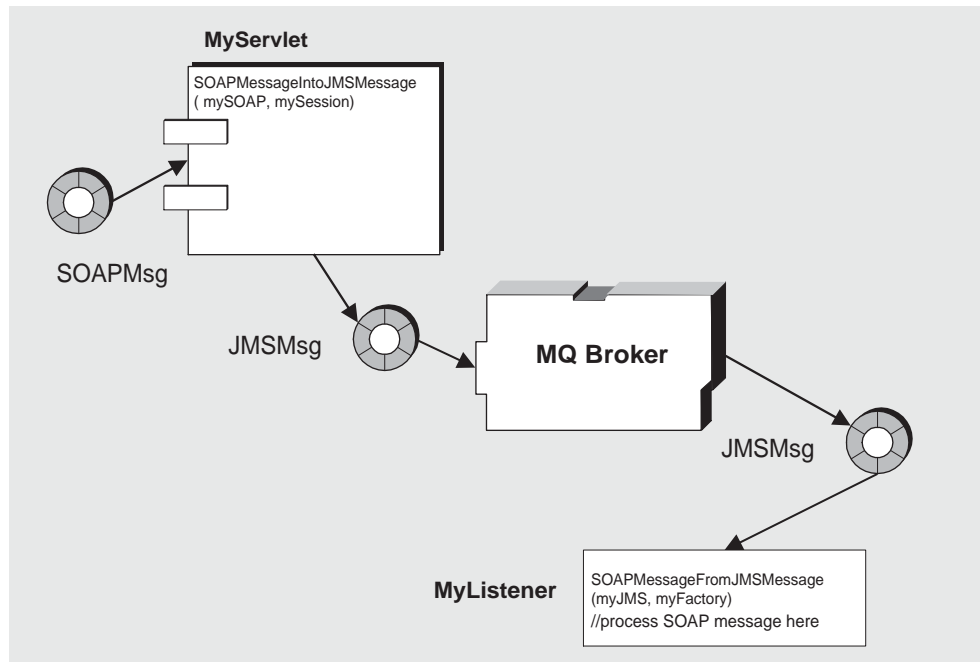 MyServlet
SOAPMessageIntoJMSMessage
( mySOAP, mySession)
SOAPMsg
JMSMsg
MQ Broker
JMSMsg
MyListener
SOAPMessageFromJMSMessage
(myJMS, myFactory)
//process SOAP message here